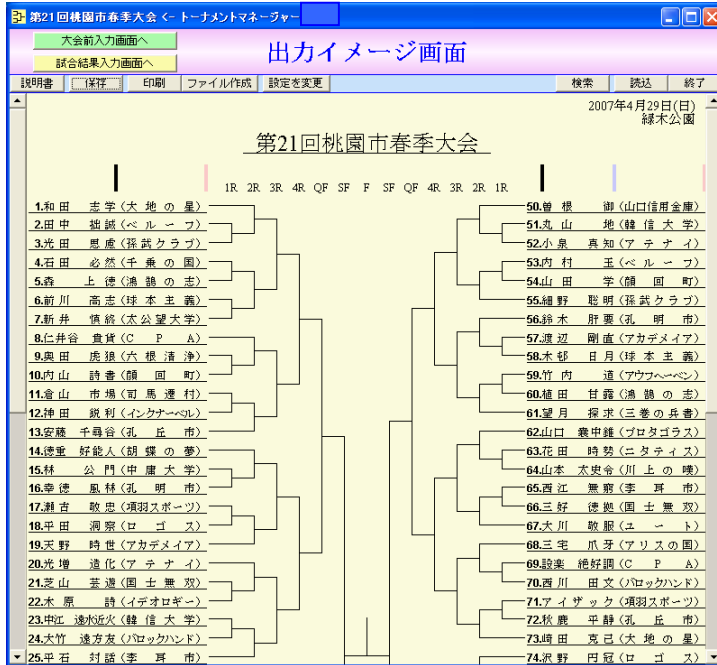 第21回桃園市春季大会 <- トーナメントマネージャー
大会前入力画面へ
試合結果入力画面へ
出力イメージ画面
説明書 保存 印刷 ファイル作成 設定を変更 検索 読込 終了
2007年4月29日(日)
緑木公園
第21回桃園市春季大会
1R 2R 3R 4R QF SF F SF QF 4R 3R 2R 1R
1.和田 志学(大地の星)
2.田中 拙誠(ベルーフ)
3.光田 思慮(孫武クラブ)
4.石田 必然(千乗の国)
5.森 上徳(鴻鵠の志)
6.前川 高志(球本主義)
7.新井 慎終(太公望大学)
8.仁井谷 貴貨(CPA)
9.奥田 虎狼(六根清浄)
10.内山 詩書(顔回町)
11.倉山 市場(司馬遷村)
12.神田 鋭利(インクナーベル)
13.安藤 千尋谷(孔丘市)
14.徳重 好能人(胡蝶の夢)
15.林 公門(中庸大学)
16.幸徳 風林(孔明市)
17.瀬古 敬忠(項羽スポーツ)
18.平田 洞察(ロゴス)
19.天野 時世(アカデメイア)
20.光増 造化(アテナイ)
21.芝山 芸遊(国士無双)
22.木原 詩(イデオロギー)
23.中江 遠水近火(韓信大学)
24.大竹 遠方友(バロックハンド)
25.平石 対話(李耳市)
50.曽根 御(山口信用金庫)
51.丸山 地(韓信大学)
52.小泉 真知(アテナイ)
53.内村 玉(ベルーフ)
54.山田 学(顔回町)
55.細野 聡明(孫武クラブ)
56.鈴木 肝要(孔明市)
57.渡辺 剛直(アカデメイア)
58.木邨 日月(球本主義)
59.竹内 道(アウフヘーベン)
60.植田 甘露(鴻鵠の志)
61.望月 探求(三巻の兵書)
62.山口 嚢中錐(プロタゴラス)
63.花田 時勢(ニタティス)
64.山本 太史令(川上の嘆)
65.西江 無窮(李耳市)
66.三好 徳拠(国士無双)
67.大川 敬服(ユート)
68.三宅 爪牙(アリスの国)
69.設楽 絶好調(CPA)
70.西川 田文(バロックハンド)
71.アイザック(項羽スポーツ)
72.秋鹿 平静(孔丘市)
73.崎田 克己(大地の星)
74.沢野 円冠(ロゴス)